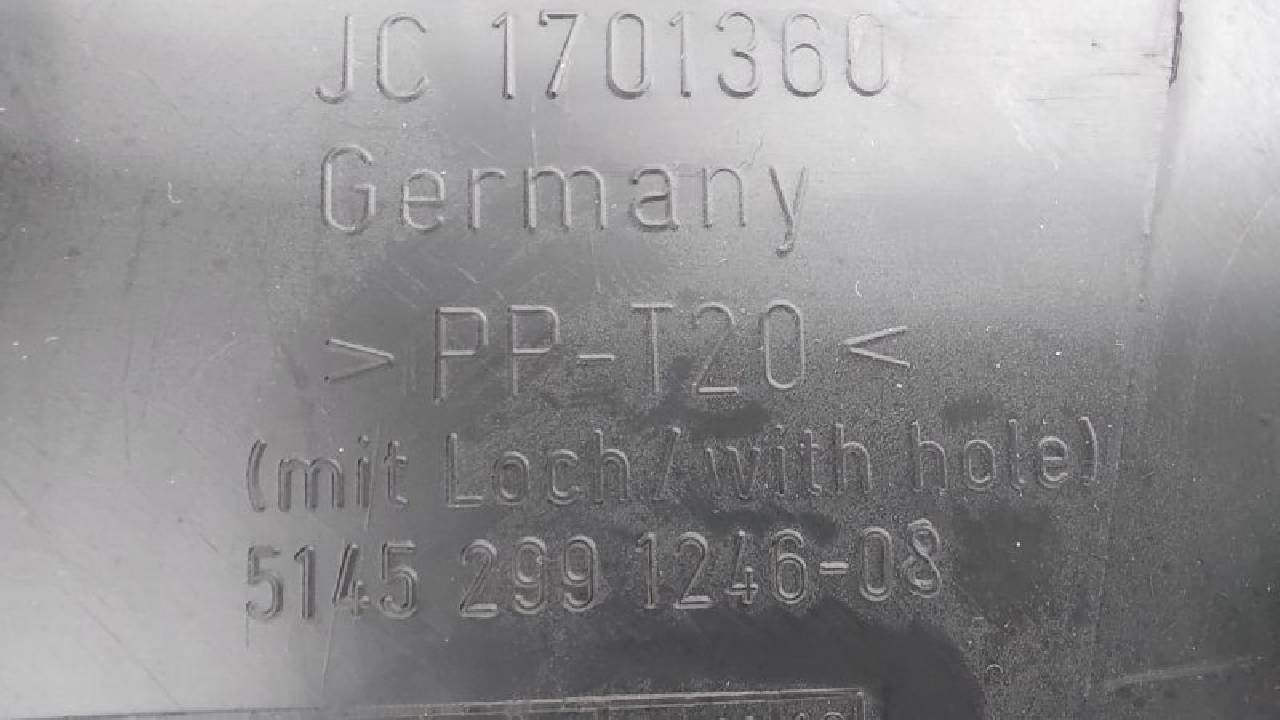 JC 1701360
Germany
>PP-T20<
(mit Loch/with hole)
5145 299 1246-08